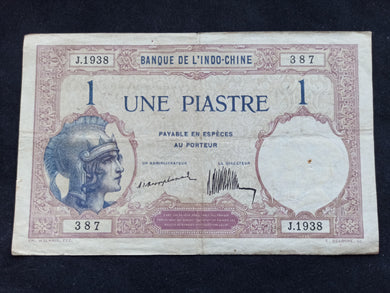 J.1938 BANQUE DE L'INDO-CHINE 387
1 UNE PIASTRE 1
PAYABLE EN ESPÈCES
AU PORTEUR
UN ADMINISTRATEUR LE DIRECTEUR
387 J.1938